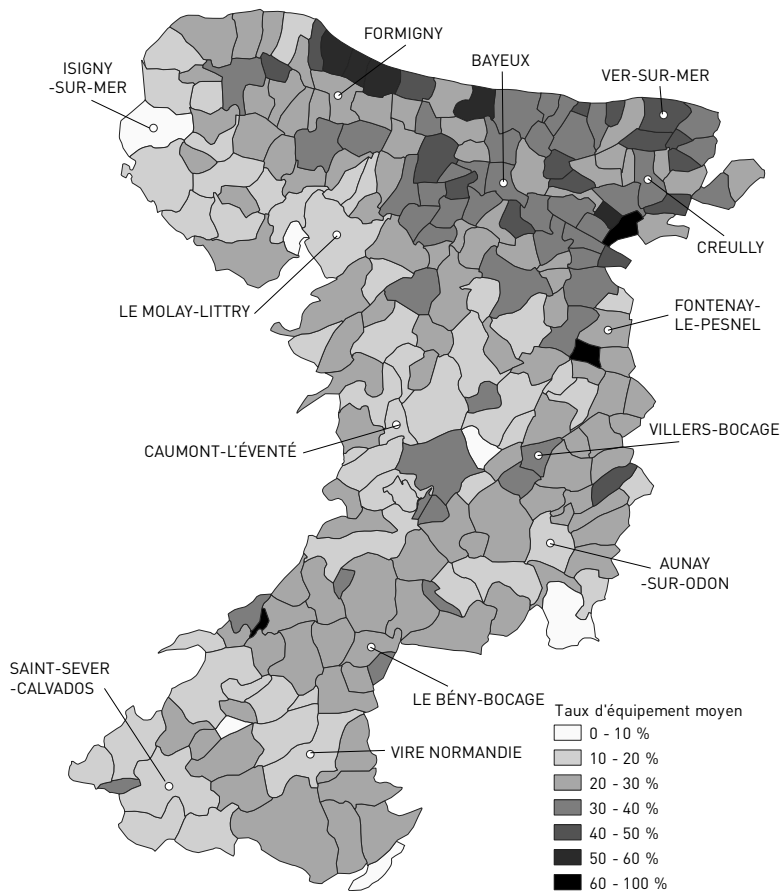 FORMIGNY
ISIGNY
-SUR-MER
BAYEUX
VER-SUR-MER
CREULLY
LE MOLAY-LITTRY
FONTENAY-
LE-PESNEL
CAUMONT-L'ÉVENTÉ
VILLERS-BOCAGE
AUNAY
-SUR-ODON
SAINT-SEVER
-CALVADOS
LE BÉNY-BOCAGE
VIRE NORMANDIE
Taux d'équipement moyen
0 - 10 %
10 - 20 %
20 - 30 %
30 - 40 %
40 - 50 %
50 - 60 %
60 - 100 %